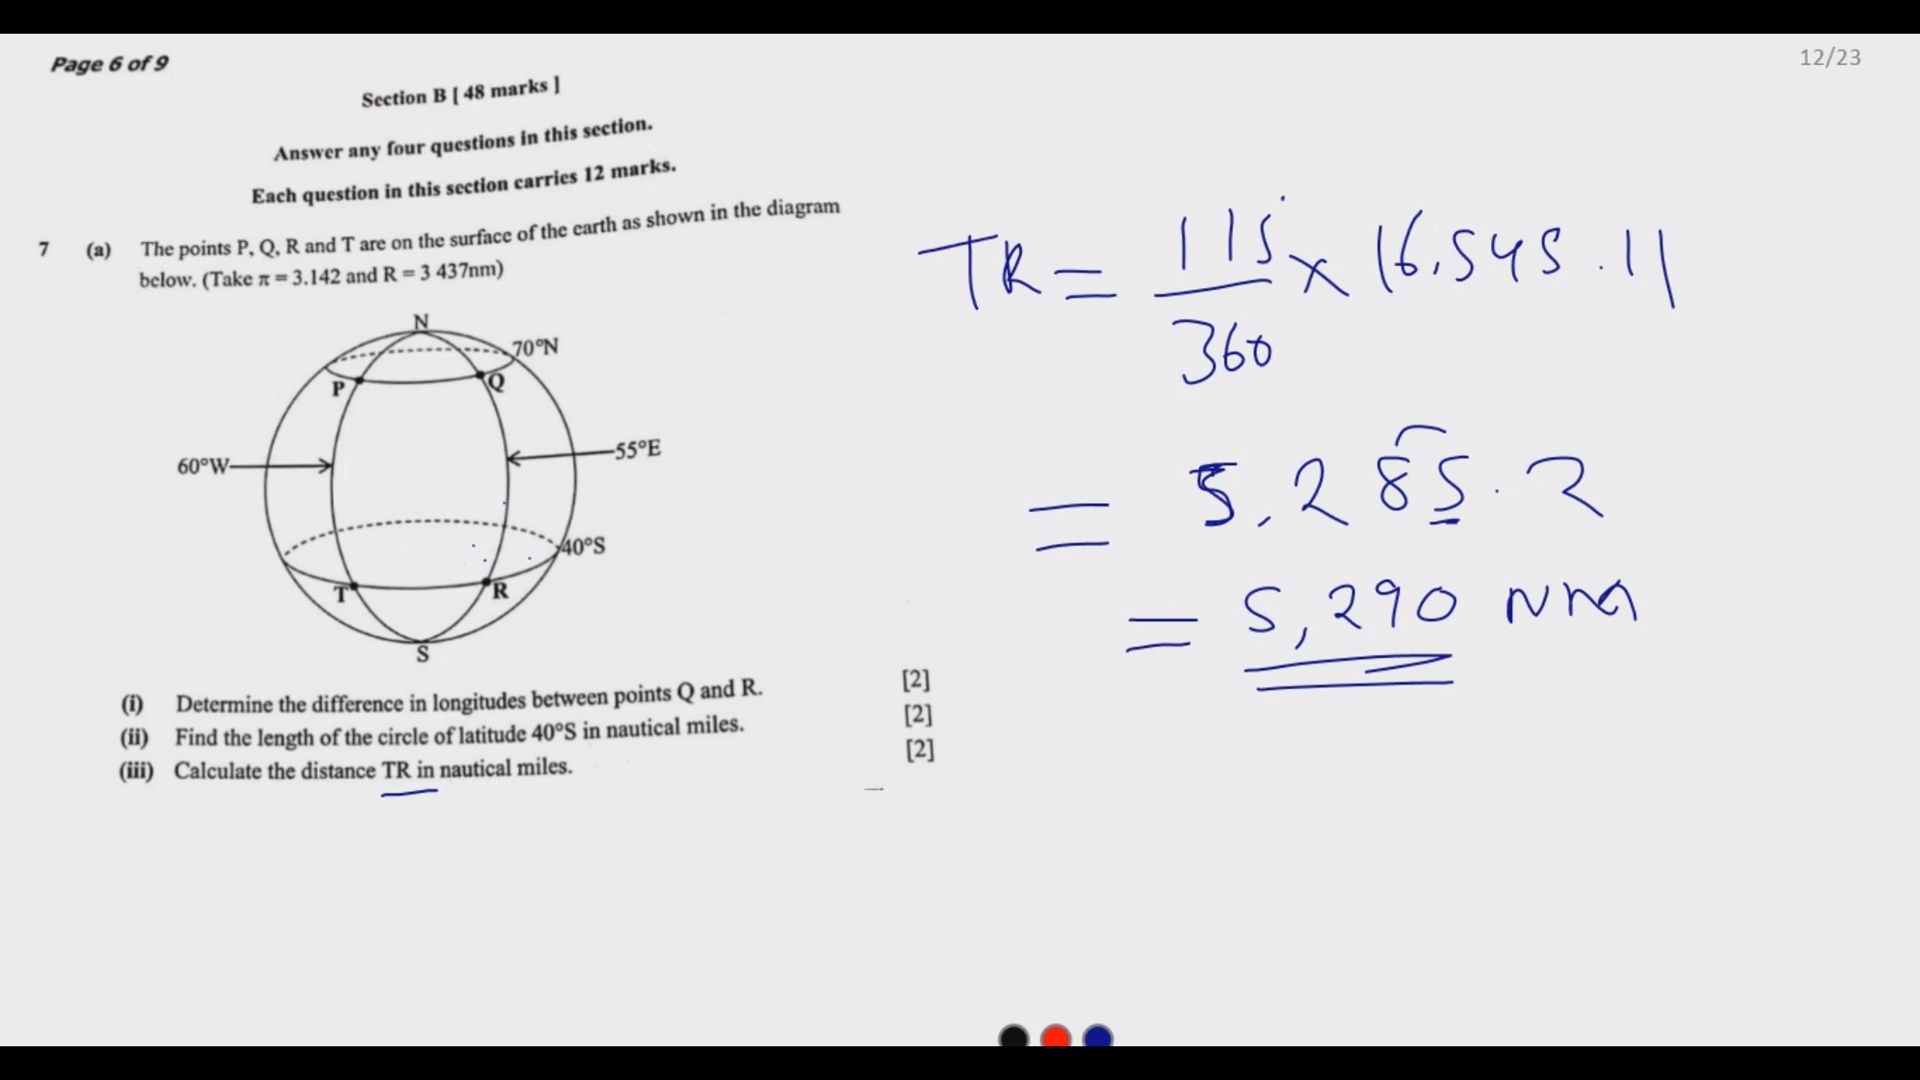 Page 6 of 9
12/23
Section B [ 48 marks ]
Answer any four questions in this section.
Each question in this section carries 12 marks.
7 (a) The points P, Q, R and T are on the surface of the earth as shown in the diagram
below. (Take π = 3.142 and R = 3 437nm)
N
70°N
P
Q
60°W
55°E
40°S
T
R
S
(i) Determine the difference in longitudes between points Q and R. [2]
(ii) Find the length of the circle of latitude 40°S in nautical miles. [2]
(iii) Calculate the distance TR in nautical miles. [2]
TR = 115/360 × 16,545.11
= 5,285.2
= 5,290 NM